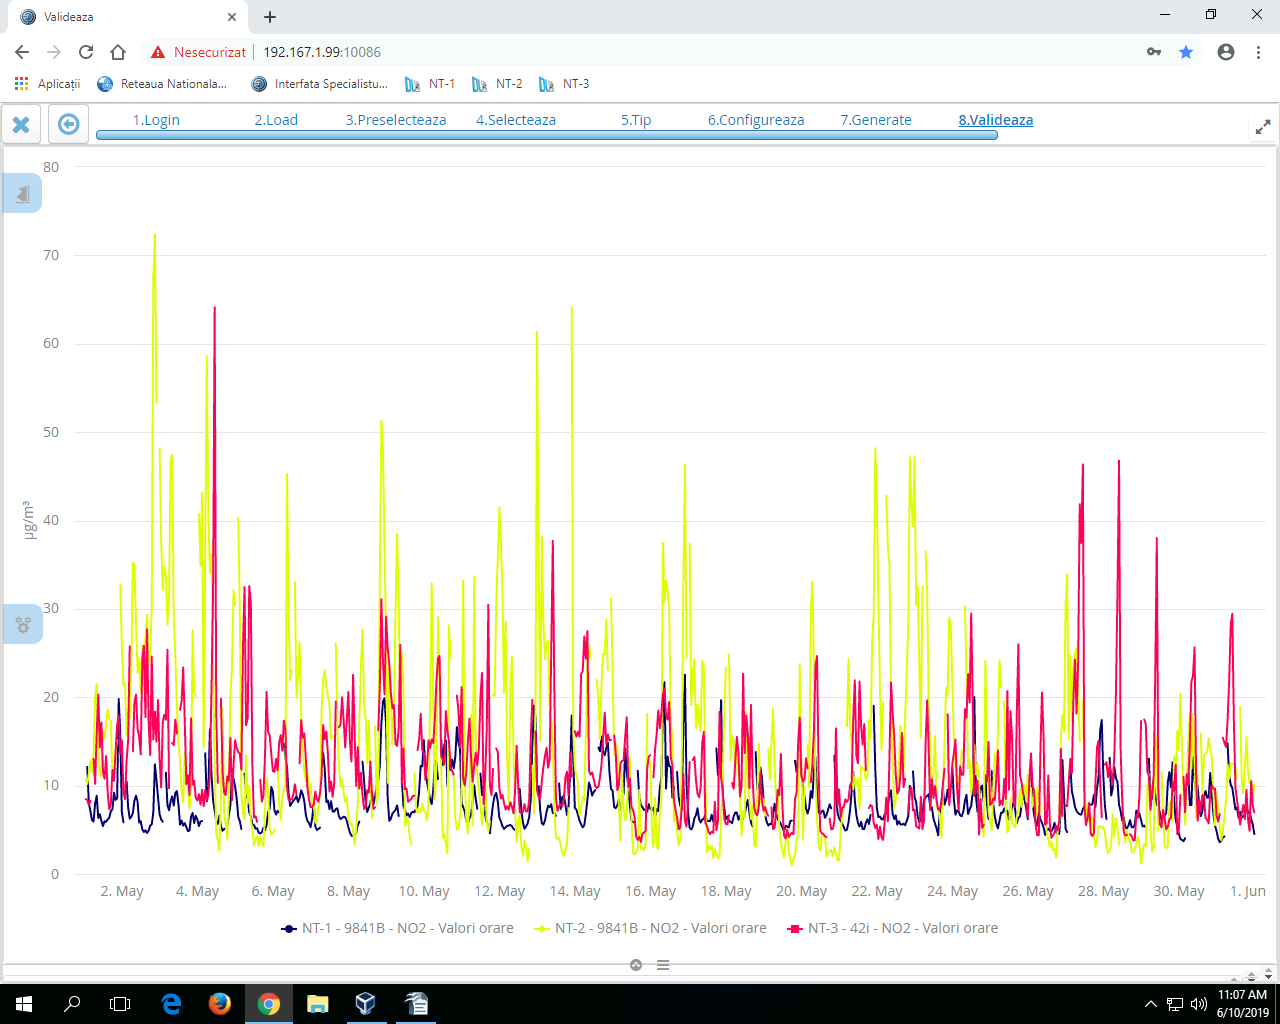 Valideaza
Nesecurizat 192.167.1.99:10086
Aplicații Reteaua Nationala... Interfata Specialistu... NT-1 NT-2 NT-3
1.Login 2.Load 3.Preselecteaza 4.Selecteaza 5.Tip 6.Configureaza 7.Generate 8.Valideaza
80
70
60
50
40
30
20
10
0
µg/m³
2. May 4. May 6. May 8. May 10. May 12. May 14. May 16. May 18. May 20. May 22. May 24. May 26. May 28. May 30. May 1. Jun
NT-1 - 9841B - NO2 - Valori orare NT-2 - 9841B - NO2 - Valori orare NT-3 - 42i - NO2 - Valori orare
11:07 AM
6/10/2019